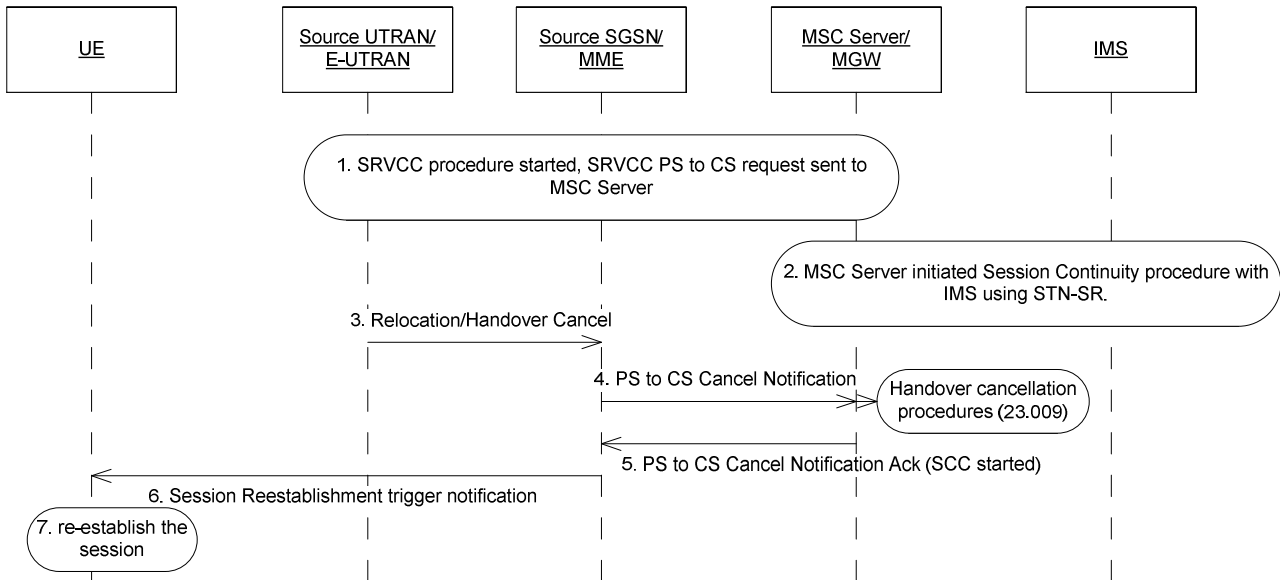 UE
Source UTRAN/
E-UTRAN
Source SGSN/
MME
MSC Server/
MGW
IMS
1. SRVCC procedure started, SRVCC PS to CS request sent to
MSC Server
2. MSC Server initiated Session Continuity procedure with
IMS using STN-SR.
3. Relocation/Handover Cancel
4. PS to CS Cancel Notification
Handover cancellation
procedures (23.009)
5. PS to CS Cancel Notification Ack (SCC started)
6. Session Reestablishment trigger notification
7. re-establish the
session